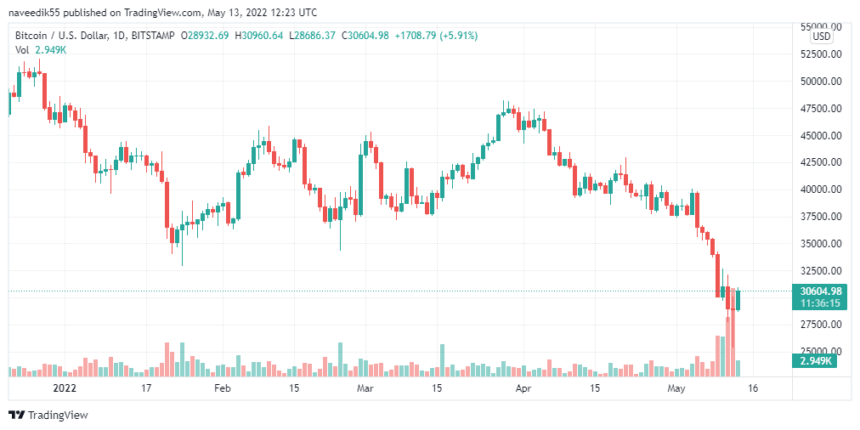 naveedik55 published on TradingView.com, May 13, 2022 12:23 UTC
Bitcoin / U.S. Dollar, 1D, BITSTAMP O28932.69 H30960.64 L28686.37 C30604.98 +1708.79 (+5.91%)
Vol 2.949K
55000.00
USD
52500.00
50000.00
47500.00
45000.00
42500.00
40000.00
37500.00
35000.00
32500.00
30604.98
11:36:15
27500.00
25000.00
2.949K
2022 17 Feb 15 Mar 15 Apr 15 May 16
TradingView